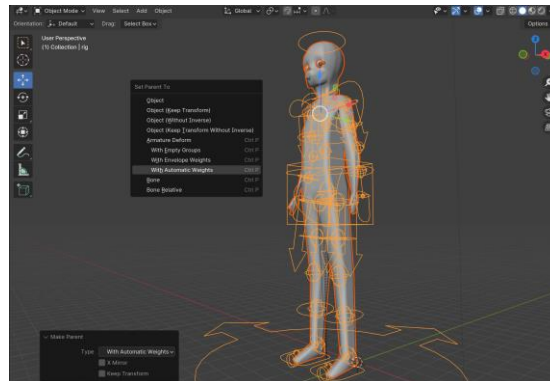 Object Mode
View
Select
Add
Object
Global
Orientation:
Default
Drag:
Select Box
Options
User Perspective
(1) Collection | rig
Set Parent To
Object
Object (Keep Transform)
Object (Without Inverse)
Object (Keep Transform Without Inverse)
Armature Deform Ctrl P
With Empty Groups Ctrl P
With Envelope Weights Ctrl P
With Automatic Weights Ctrl P
Bone Ctrl P
Bone Relative Ctrl P
Make Parent
Type With Automatic Weights
X Mirror
Keep Transform